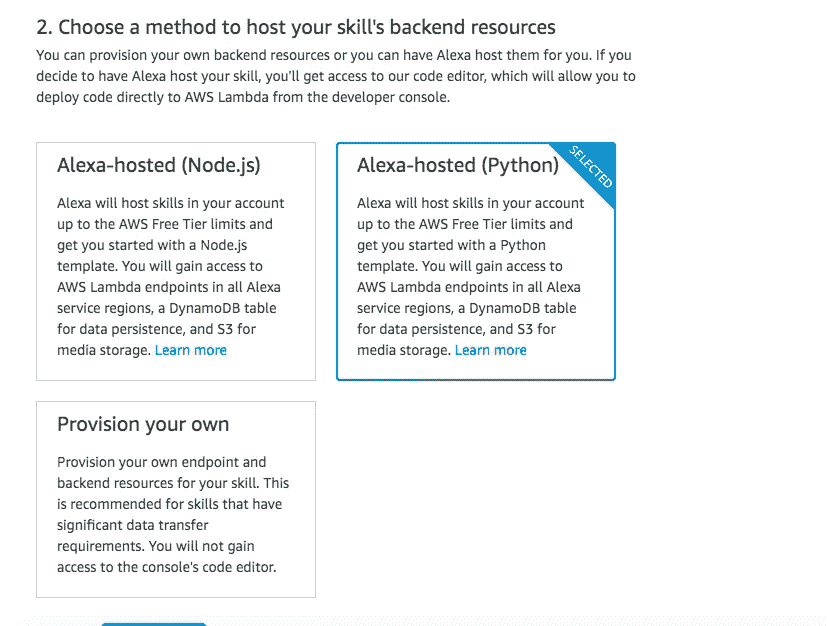 2. Choose a method to host your skill's backend resources
You can provision your own backend resources or you can have Alexa host them for you. If you
decide to have Alexa host your skill, you'll get access to our code editor, which will allow you to
deploy code directly to AWS Lambda from the developer console.
Alexa-hosted (Node.js)
Alexa will host skills in your account
up to the AWS Free Tier limits and
get you started with a Node.js
template. You will gain access to
AWS Lambda endpoints in all Alexa
service regions, a DynamoDB table
for data persistence, and S3 for
media storage. Learn more
Alexa-hosted (Python)
SELECTED
Alexa will host skills in your account
up to the AWS Free Tier limits and
get you started with a Python
template. You will gain access to
AWS Lambda endpoints in all Alexa
service regions, a DynamoDB table
for data persistence, and S3 for
media storage. Learn more
Provision your own
Provision your own endpoint and
backend resources for your skill. This
is recommended for skills that have
significant data transfer
requirements. You will not gain
access to the console's code editor.